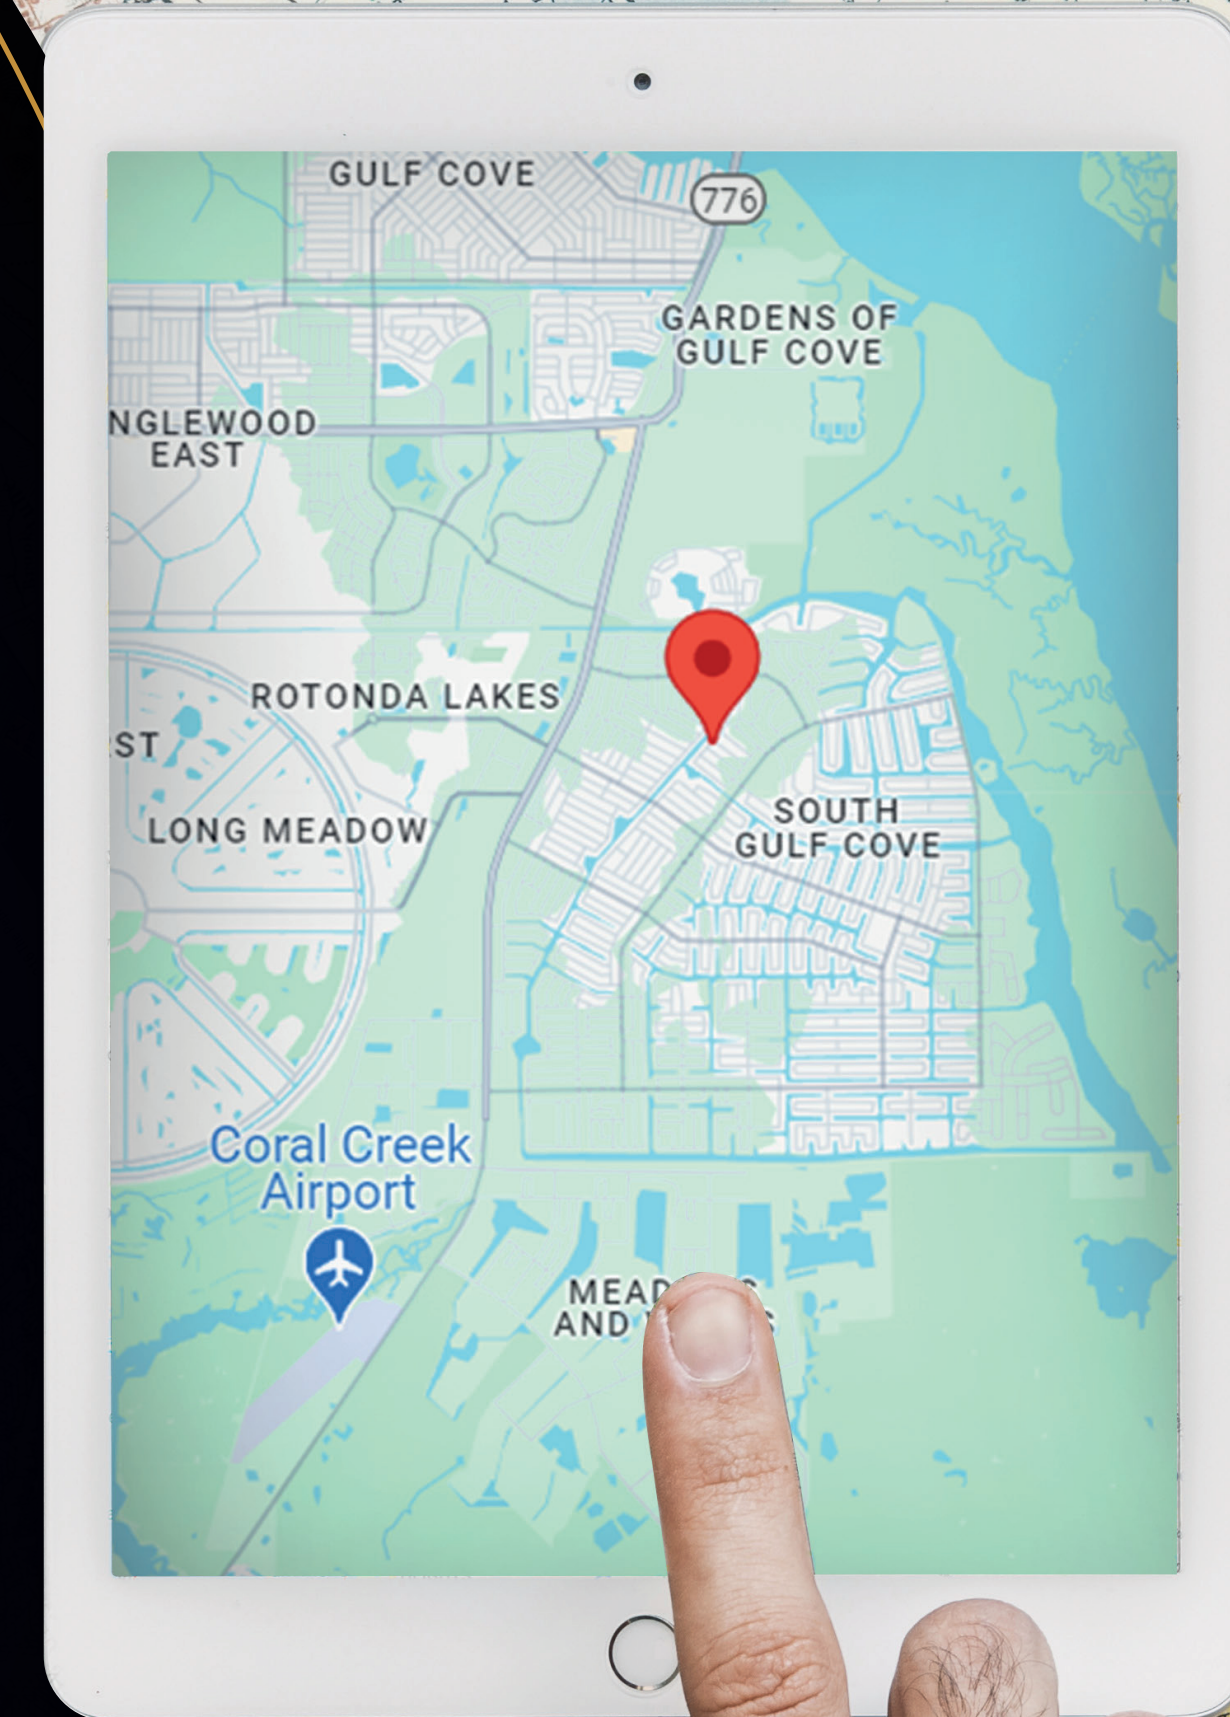 GULF COVE
776
GARDENS OF
GULF COVE
NGLEWOOD
EAST
ROTONDA LAKES
ST
LONG MEADOW
SOUTH
GULF COVE
Coral Creek
Airport
AND